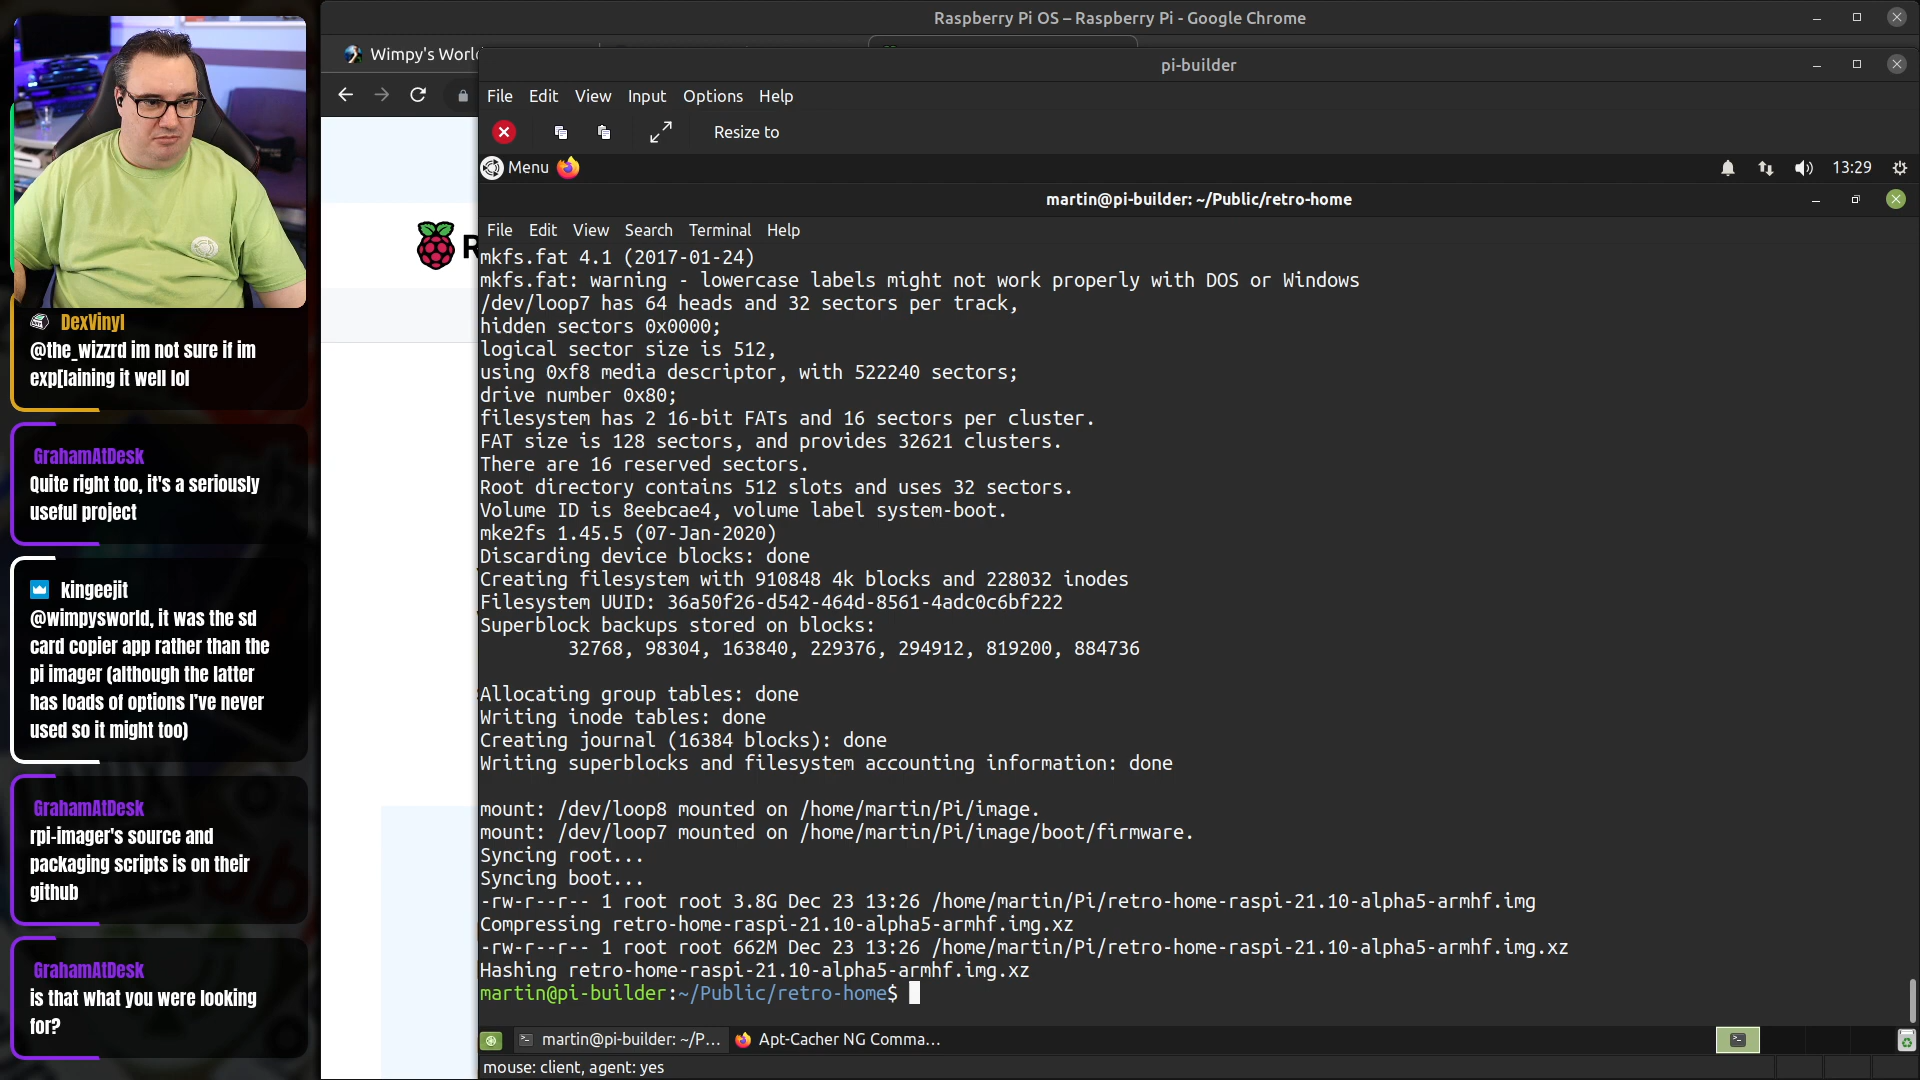 Raspberry Pi OS – Raspberry Pi - Google Chrome
Wimpy's World
pi-builder
File Edit View Input Options Help
Resize to
Menu
13:29
martin@pi-builder: ~/Public/retro-home
File Edit View Search Terminal Help
mkfs.fat 4.1 (2017-01-24)
mkfs.fat: warning - lowercase labels might not work properly with DOS or Windows
/dev/loop7 has 64 heads and 32 sectors per track,
hidden sectors 0x0000;
logical sector size is 512,
using 0xf8 media descriptor, with 522240 sectors;
drive number 0x80;
filesystem has 2 16-bit FATs and 16 sectors per cluster.
FAT size is 128 sectors, and provides 32621 clusters.
There are 16 reserved sectors.
Root directory contains 512 slots and uses 32 sectors.
Volume ID is 8eebcae4, volume label system-boot.
mke2fs 1.45.5 (07-Jan-2020)
Discarding device blocks: done
Creating filesystem with 910848 4k blocks and 228032 inodes
Filesystem UUID: 36a50f26-d542-464d-8561-4adc0c6bf222
Superblock backups stored on blocks:
32768, 98304, 163840, 229376, 294912, 819200, 884736
Allocating group tables: done
Writing inode tables: done
Creating journal (16384 blocks): done
Writing superblocks and filesystem accounting information: done
mount: /dev/loop8 mounted on /home/martin/Pi/image.
mount: /dev/loop7 mounted on /home/martin/Pi/image/boot/firmware.
Syncing root...
Syncing boot...
-rw-r--r-- 1 root root 3.8G Dec 23 13:26 /home/martin/Pi/retro-home-raspi-21.10-alpha5-armhf.img
Compressing retro-home-raspi-21.10-alpha5-armhf.img.xz
-rw-r--r-- 1 root root 662M Dec 23 13:26 /home/martin/Pi/retro-home-raspi-21.10-alpha5-armhf.img.xz
Hashing retro-home-raspi-21.10-alpha5-armhf.img.xz
martin@pi-builder:~/Public/retro-home$
martin@pi-builder: ~/P... Apt-Cacher NG Comma...
mouse: client, agent: yes
R
DexVinyl
@the_wizzrd im not sure if im
exp[laining it well lol
GrahamAtDesk
Quite right too, it's a seriously
useful project
kingeejit
@wimpysworld, it was the sd
card copier app rather than the
pi imager (although the latter
has loads of options I've never
used so it might too)
GrahamAtDesk
rpi-imager's source and
packaging scripts is on their
github
GrahamAtDesk
is that what you were looking
for?